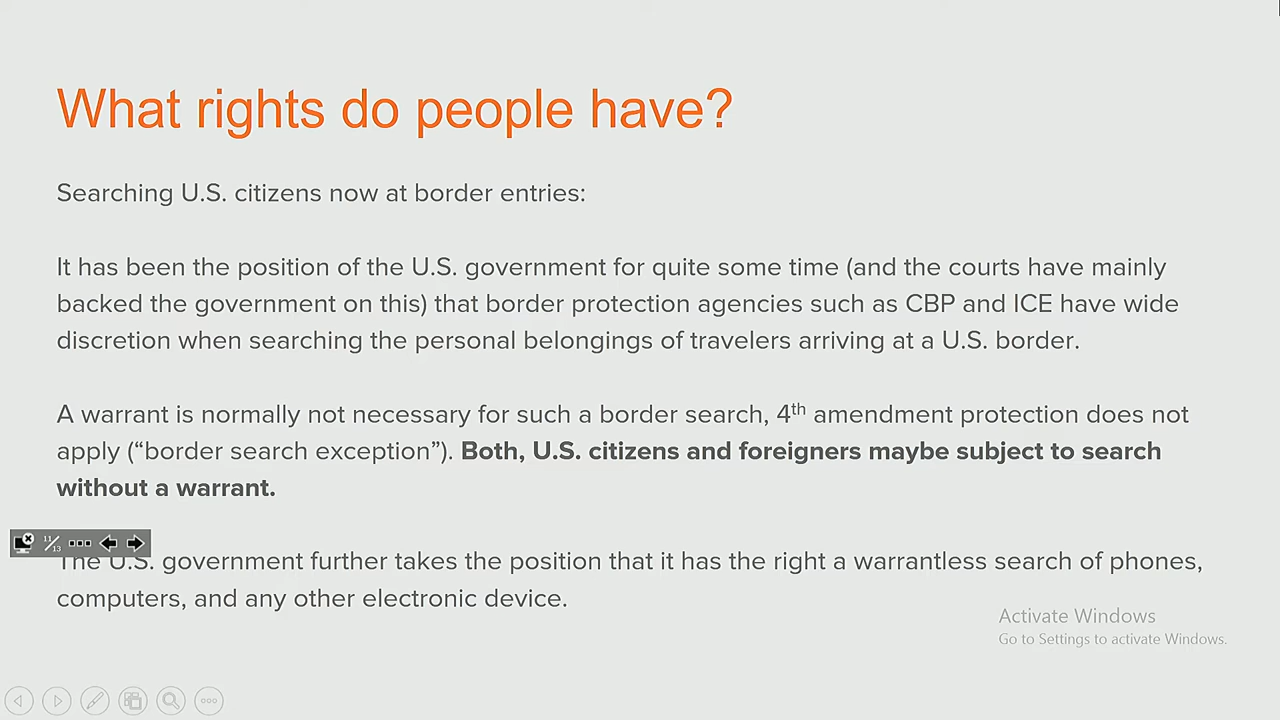 What rights do people have?
Searching U.S. citizens now at border entries:
It has been the position of the U.S. government for quite some time (and the courts have mainly
backed the government on this) that border protection agencies such as CBP and ICE have wide
discretion when searching the personal belongings of travelers arriving at a U.S. border.
A warrant is normally not necessary for such a border search, 4th amendment protection does not
apply (“border search exception”). Both, U.S. citizens and foreigners maybe subject to search
without a warrant.
11/13
The U.S. government further takes the position that it has the right a warrantless search of phones,
computers, and any other electronic device.
Activate Windows
Go to Settings to activate Windows.